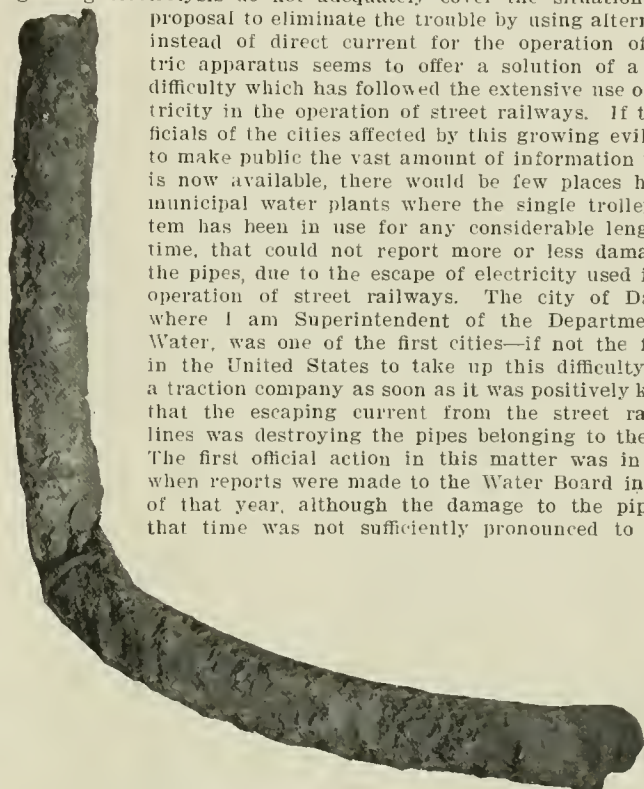 do not adequately cover the situation
proposal to eliminate the trouble by using altern
instead of direct current for the operation of
tric apparatus seems to offer a solution of a
difficulty which has followed the extensive use o
tricity in the operation of street railways. If t
ficials of the cities affected by this growing evil
to make public the vast amount of information
is now available, there would be few places h
municipal water plants where the single trolle
tem has been in use for any considerable leng
time, that could not report more or less dama
the pipes, due to the escape of electricity used i
operation of street railways. The city of Da
where I am Superintendent of the Departme
Water, was one of the first cities—if not the f
in the United States to take up this difficulty
a traction company as soon as it was positively k
that the escaping current from the street ra
lines was destroying the pipes belonging to the
The first official action in this matter was in
when reports were made to the Water Board in
of that year, although the damage to the pip
that time was not sufficiently pronounced to